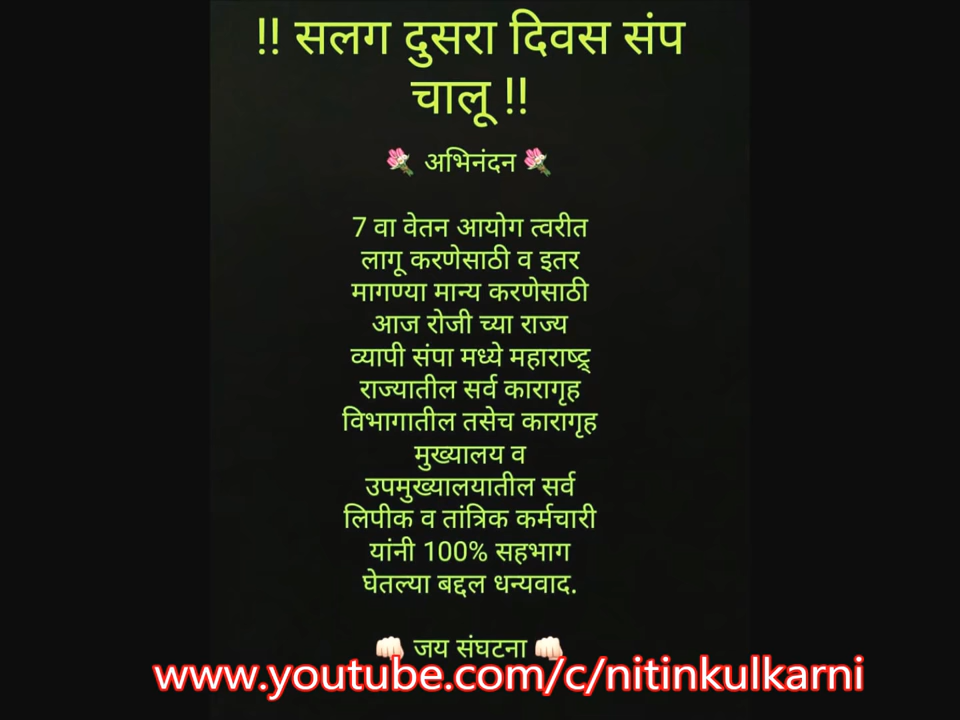 !! सलग दुसरा दिवस संप
चालू !!
💐 अभिनंदन 💐
7 वा वेतन आयोग त्वरीत
लागू करणेसाठी व इतर
मागण्या मान्य करणेसाठी
आज रोजी च्या राज्य
व्यापी संपा मध्ये महाराष्ट्र्
राज्यातील सर्व कारागृह
विभागातील तसेच कारागृह
मुख्यालय व
उपमुख्यालयातील सर्व
लिपीक व तांत्रिक कर्मचारी
यांनी 100% सहभाग
घेतल्या बद्दल धन्यवाद.
👊🏻 जय संघटना 👊🏻
www.youtube.com/c/nitinkulkarni